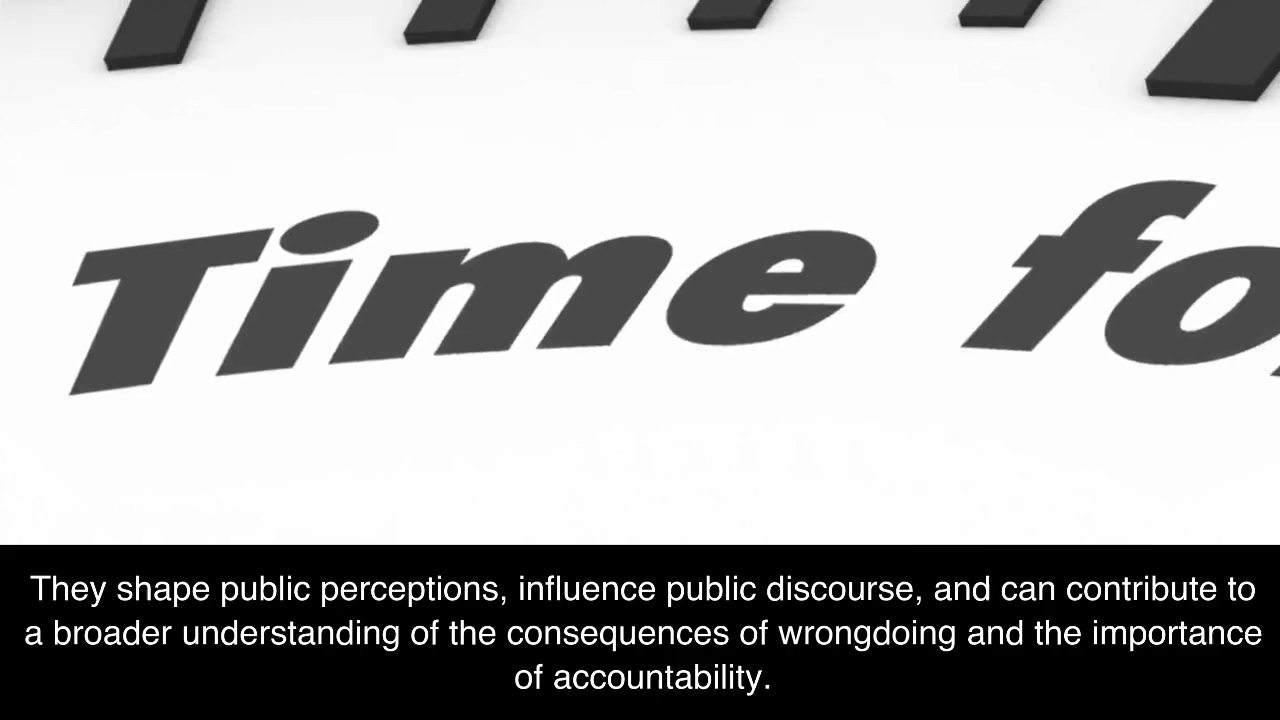 Time fo
They shape public perceptions, influence public discourse, and can contribute to
a broader understanding of the consequences of wrongdoing and the importance
of accountability.